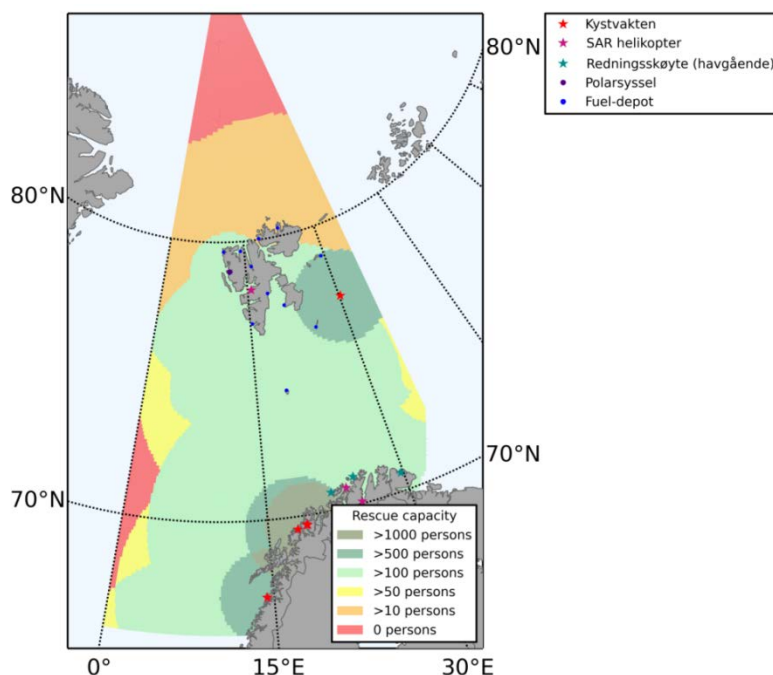 Kystvakten
SAR helikopter
Redningsskøyte (havgående)
Polarsyssel
Fuel-depot
80°N
80°N
70°N
70°N
Rescue capacity
>1000 persons
>500 persons
>100 persons
>50 persons
>10 persons
0 persons
0°
15°E
30°E